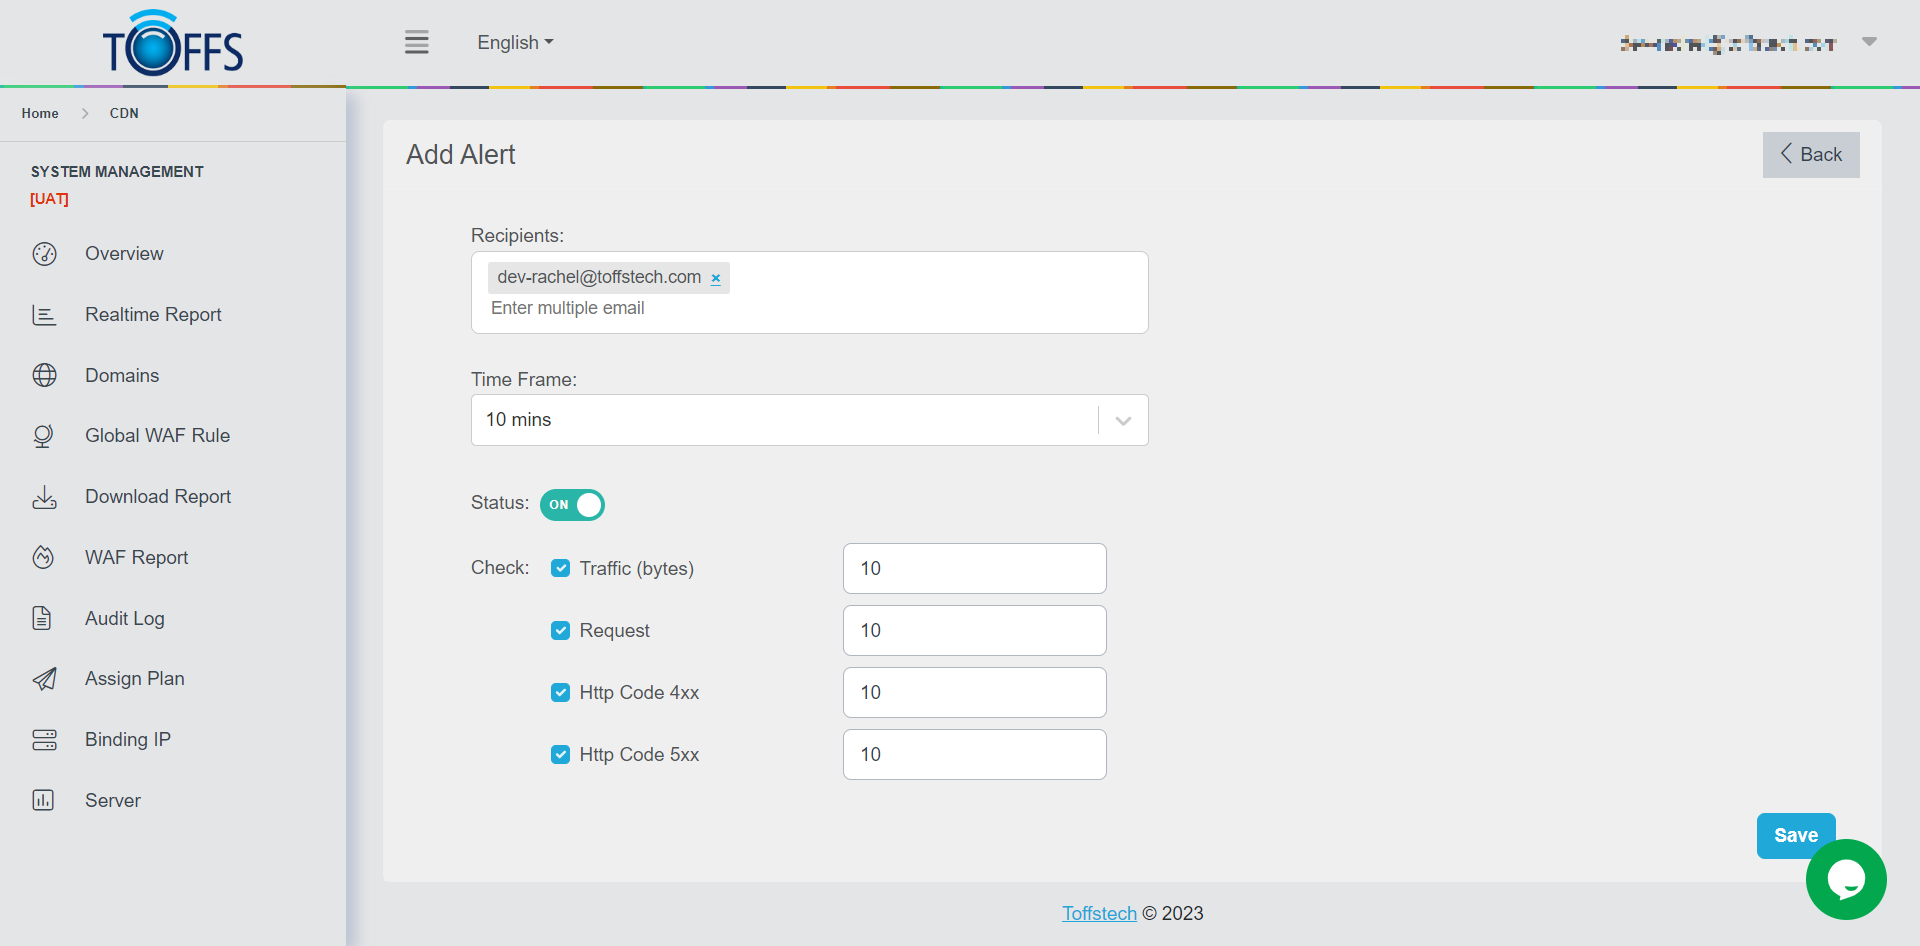 TOFFS
English
Home
CDN
SYSTEM MANAGEMENT
[UAT]
Overview
Realtime Report
Domains
Global WAF Rule
Download Report
WAF Report
Audit Log
Assign Plan
Binding IP
Server
Add Alert
Back
Recipients:
dev-rachel@toffstech.com ×
Enter multiple email
Time Frame:
10 mins
Status: ON
Check: Traffic (bytes) 10
Request 10
Http Code 4xx 10
Http Code 5xx 10
Save
Toffstech © 2023